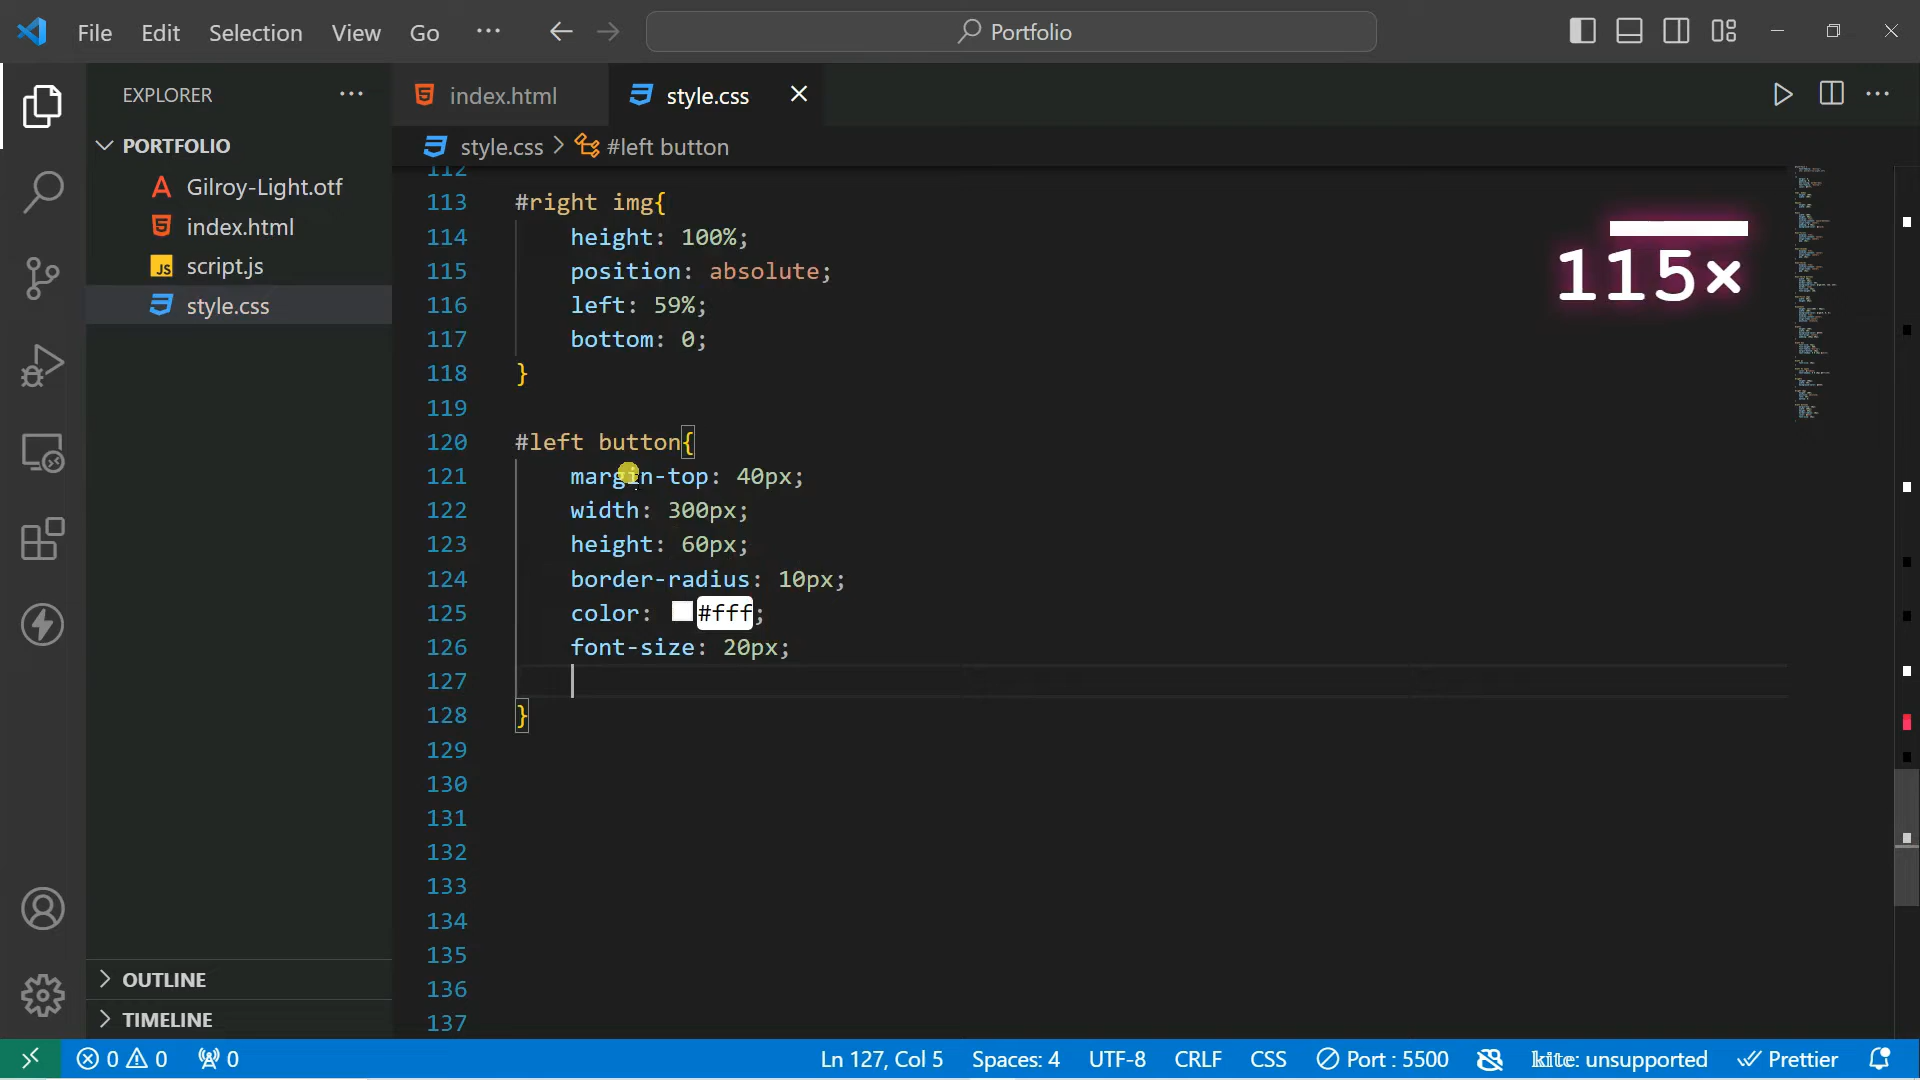 File Edit Selection View Go ··· Portfolio
EXPLORER ···
index.html style.css
PORTFOLIO
style.css > #left button
Gilroy-Light.otf
index.html
script.js
style.css
115×
112
113 #right img{
114 height: 100%;
115 position: absolute;
116 left: 59%;
117 bottom: 0;
118 }
119
120 #left button{
121 margin-top: 40px;
122 width: 300px;
123 height: 60px;
124 border-radius: 10px;
125 color: #fff;
126 font-size: 20px;
127
128 }
129
130
131
132
133
134
135
136
137
OUTLINE
TIMELINE
0 0 0 Ln 127, Col 5 Spaces: 4 UTF-8 CRLF CSS Port : 5500 kite: unsupported Prettier